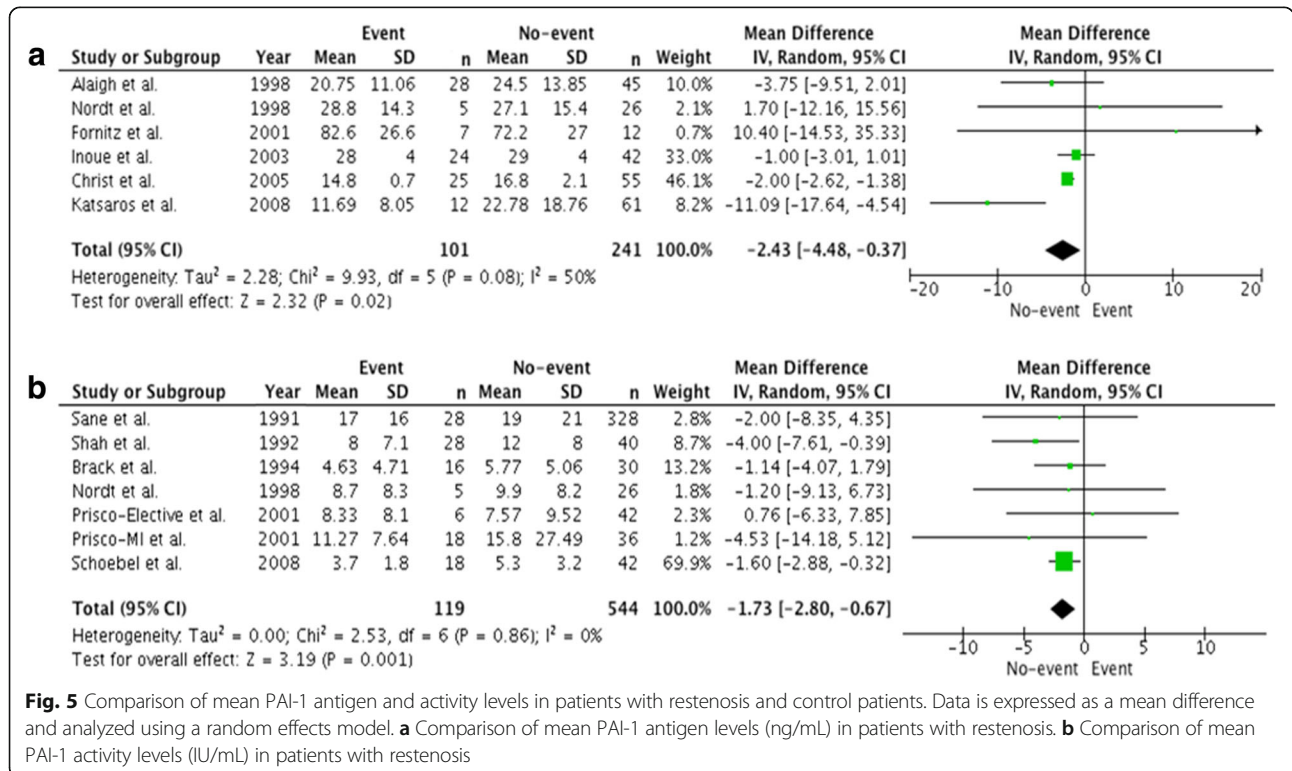 a
Event No-event Mean Difference Mean Difference
Study or Subgroup Year Mean SD n Mean SD n Weight IV, Random, 95% CI IV, Random, 95% CI
Alaigh et al. 1998 20.75 11.06 28 24.5 13.85 45 10.0% -3.75 [-9.51, 2.01]
Nordt et al. 1998 28.8 14.3 5 27.1 15.4 26 2.1% 1.70 [-12.16, 15.56]
Fornitz et al. 2001 82.6 26.6 7 72.2 27 12 0.7% 10.40 [-14.53, 35.33]
Inoue et al. 2003 28 4 24 29 4 42 33.0% -1.00 [-3.01, 1.01]
Christ et al. 2005 14.8 0.7 25 16.8 2.1 55 46.1% -2.00 [-2.62, -1.38]
Katsaros et al. 2008 11.69 8.05 12 22.78 18.76 61 8.2% -11.09 [-17.64, -4.54]
Total (95% CI) 101 241 100.0% -2.43 [-4.48, -0.37]
Heterogeneity: Tau² = 2.28; Chi² = 9.93, df = 5 (P = 0.08); I² = 50%
Test for overall effect: Z = 2.32 (P = 0.02)
-20 -10 0 10 20
No-event Event
b
Event No-event Mean Difference Mean Difference
Study or Subgroup Year Mean SD n Mean SD n Weight IV, Random, 95% CI IV, Random, 95% CI
Sane et al. 1991 17 16 28 19 21 328 2.8% -2.00 [-8.35, 4.35]
Shah et al. 1992 8 7.1 28 12 8 40 8.7% -4.00 [-7.61, -0.39]
Brack et al. 1994 4.63 4.71 16 5.77 5.06 30 13.2% -1.14 [-4.07, 1.79]
Nordt et al. 1998 8.7 8.3 5 9.9 8.2 26 1.8% -1.20 [-9.13, 6.73]
Prisco-Elective et al. 2001 8.33 8.1 6 7.57 9.52 42 2.3% 0.76 [-6.33, 7.85]
Prisco-MI et al. 2001 11.27 7.64 18 15.8 27.49 36 1.2% -4.53 [-14.18, 5.12]
Schoebel et al. 2008 3.7 1.8 18 5.3 3.2 42 69.9% -1.60 [-2.88, -0.32]
Total (95% CI) 119 544 100.0% -1.73 [-2.80, -0.67]
Heterogeneity: Tau² = 0.00; Chi² = 2.53, df = 6 (P = 0.86); I² = 0%
Test for overall effect: Z = 3.19 (P = 0.001)
-10 -5 0 5 10
No-event Event
Fig. 5 Comparison of mean PAI-1 antigen and activity levels in patients with restenosis and control patients. Data is expressed as a mean difference
and analyzed using a random effects model. a Comparison of mean PAI-1 antigen levels (ng/mL) in patients with restenosis. b Comparison of mean
PAI-1 activity levels (IU/mL) in patients with restenosis